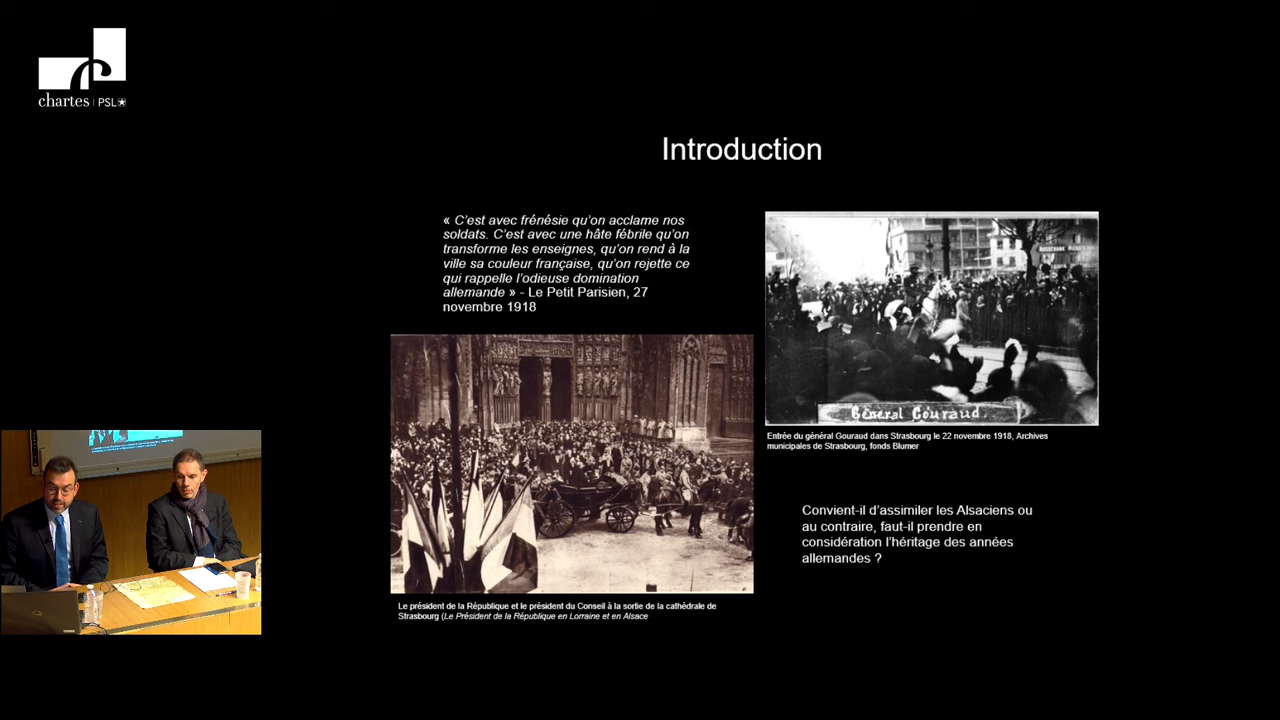 chartes | PSL
Introduction
« C'est avec frénésie qu'on acclame nos
soldats. C'est avec une hâte fébrile qu'on
transforme les enseignes, qu'on rend à la
ville sa couleur française, qu'on rejette ce
qui rappelle l'odieuse domination
allemande » - Le Petit Parisien, 27
novembre 1918
Général Gouraud.
Entrée du général Gouraud dans Strasbourg le 22 novembre 1918, Archives
municipales de Strasbourg, fonds Blumer
Convient-il d'assimiler les Alsaciens ou
au contraire, faut-il prendre en
considération l'héritage des années
allemandes ?
Le président de la République et le président du Conseil à la sortie de la cathédrale de
Strasbourg (Le Président de la République en Lorraine et en Alsace